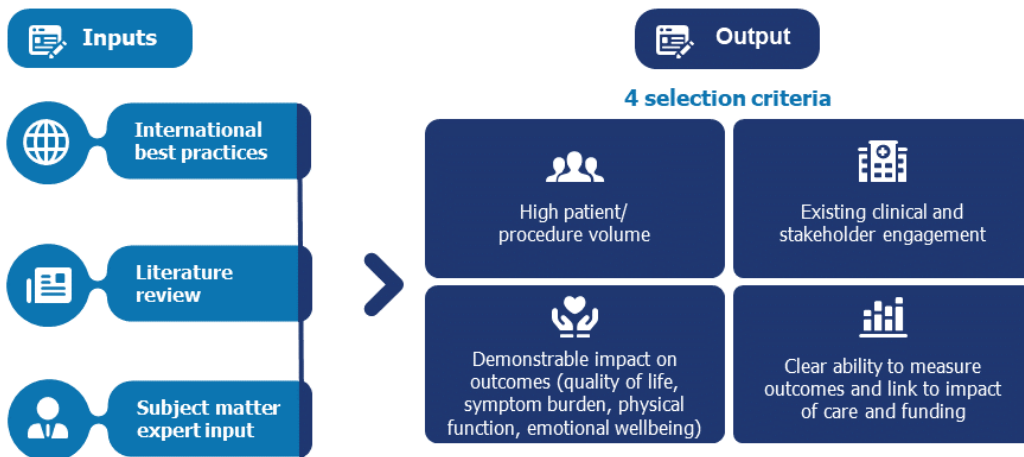 Inputs
International
best practices
Literature
review
Subject matter
expert input
Output
4 selection criteria
High patient/
procedure volume
Existing clinical and
stakeholder engagement
Demonstrable impact on
outcomes (quality of life,
symptom burden, physical
function, emotional wellbeing)
Clear ability to measure
outcomes and link to impact
of care and funding